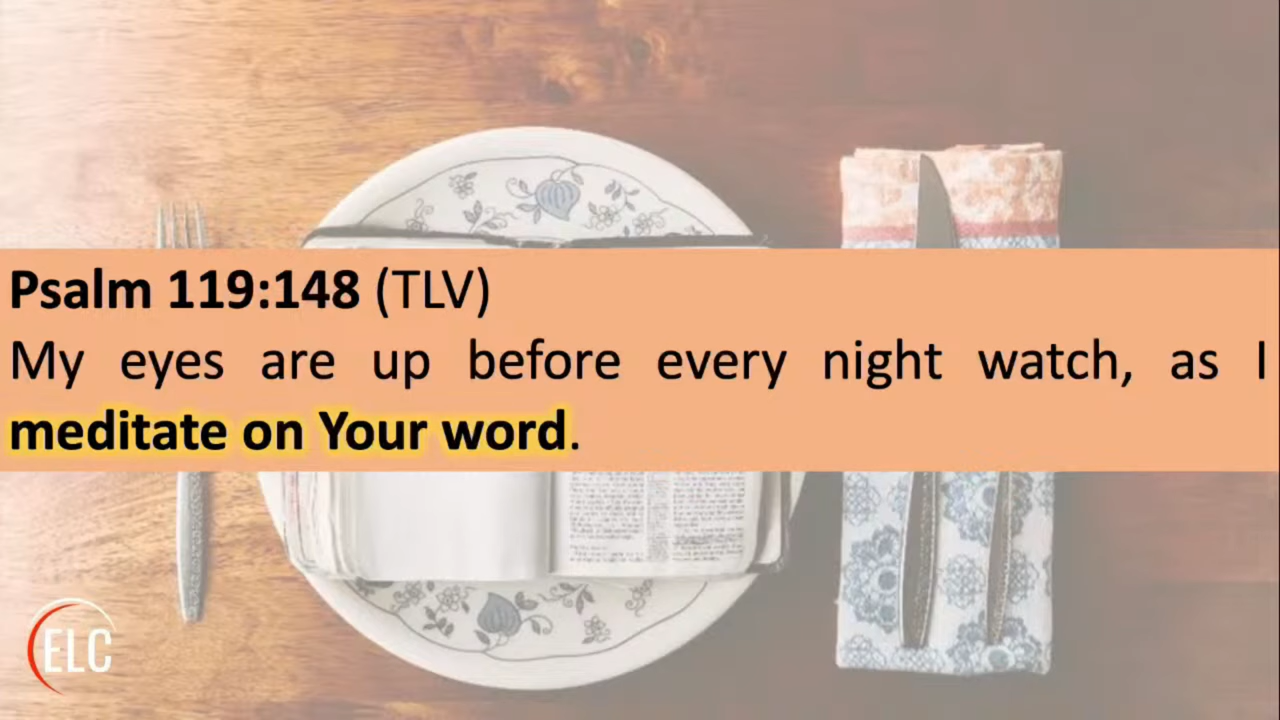 Psalm 119:148 (TLV)
My eyes are up before every night watch, as I
meditate on Your word.
ELC